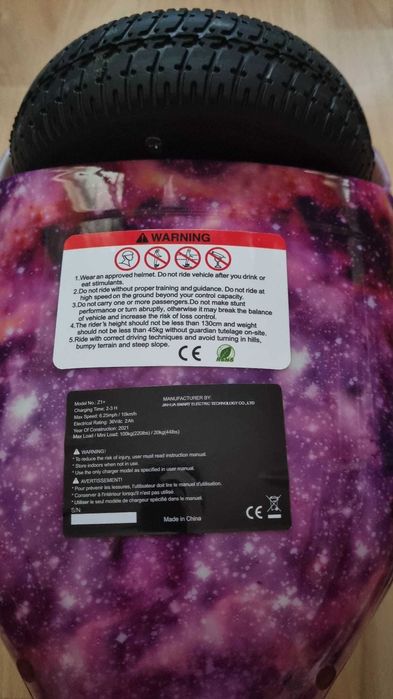 WARNING
1.Wear an approved helmet. Do not ride vehicle after you drink or
eat stimulants.
2.Do not ride without proper training and guidance. Do not ride at
high speed on the ground beyond your control capacity.
3.Do not carry one or more passengers.Do not make stunt
performance or turn abruptly, otherwise it may break the balance
of vehicle and increase the risk of loss control.
4.The rider's height should not be less than 130cm and weight
should not be less than 45kg without guardian tutelage on-site.
5.Ride with correct driving techniques and avoid turning in hills,
bumpy terrain and steep slope.
CE
RoHS
Model No.: Z1+
Charging Time: 2-3 H
Max Speed: 6.25mph / 10km/h
Electrical Rating: 36Vdc 2Ah
Year Of Construction: 2021
Max Load / Mini Load: 100kg(220lbs) / 20kg(44lbs)
MANUFACTURER BY:
SMART ELECTRIC TECHNOLOGY CO.,LTD
WARNING!
* To reduce the risk of injury, user must read instruction manual.
* Store indoors when not in use.
* Use the only charger model as specified in user manual.
AVERTISSEMENT!
* Pour prévenir les lesures, l'utilisateur doit lire le manuel d'utilisation.
* Conserver à l'intérieur lorsqu'il n'est pas utilisé.
* Utiliser le seul modèle de chargeur spécifié dans le manuel.
S/N
Made in China
CE